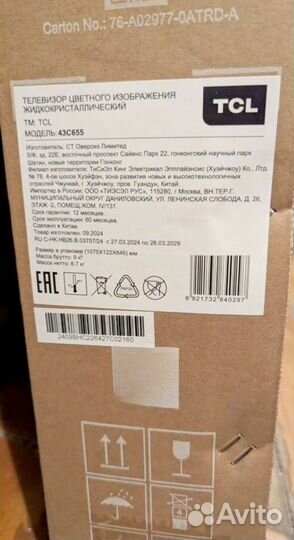 Carton No.: 76-A02977-0ATRD-A
ТЕЛЕВИЗОР ЦВЕТНОГО ИЗОБРАЖЕНИЯ
ЖИДКОКРИСТАЛЛИЧЕСКИЙ
TCL
ТМ: TCL
МОДЕЛЬ: 43C655
Изготовитель: СТ Оверсиз Лимитед
5/Ф, зд. 22Е, восточный проспект Сайенс Парк 22, гонконгский научный парк
Шатин, новые территории Гонконг
Филиал изготовителя: ТиСиЭл Кинг Электрикал Эпплайэнсис (Хуэйчжоу) Ко., Лтд.
№ 78, 4-ое шоссе Хуэйфэн, зона развития новых и высокотехнологичных
отраслей Чжункай, г. Хуэйчжоу, пров. Гуандун, Китай.
Импортер в России: ООО «ТИСИЭЛ РУС», 115280, г.Москва, ВН.ТЕР.Г.
МУНИЦИПАЛЬНЫЙ ОКРУГ ДАНИЛОВСКИЙ, УЛ. ЛЕНИНСКАЯ СЛОБОДА, Д. 26,
ЭТАЖ 2, ПОМЕЩ./КОМ. IV/131
Срок гарантии: 12 месяцев.
Срок эксплуатации: 60 месяцев.
Сделано в Китае.
Товар изготовлен: 09.2024
RU C-HK.HB26.B.03757/24 с 27.03.2024 по 26.03.2029
Размер в упаковке (1075X122X646) мм
Масса брутто: 9 кг
Масса нетто: 6.7 кг
EAC
6 921732 840297
2409BHC226427C02160
4
Avito